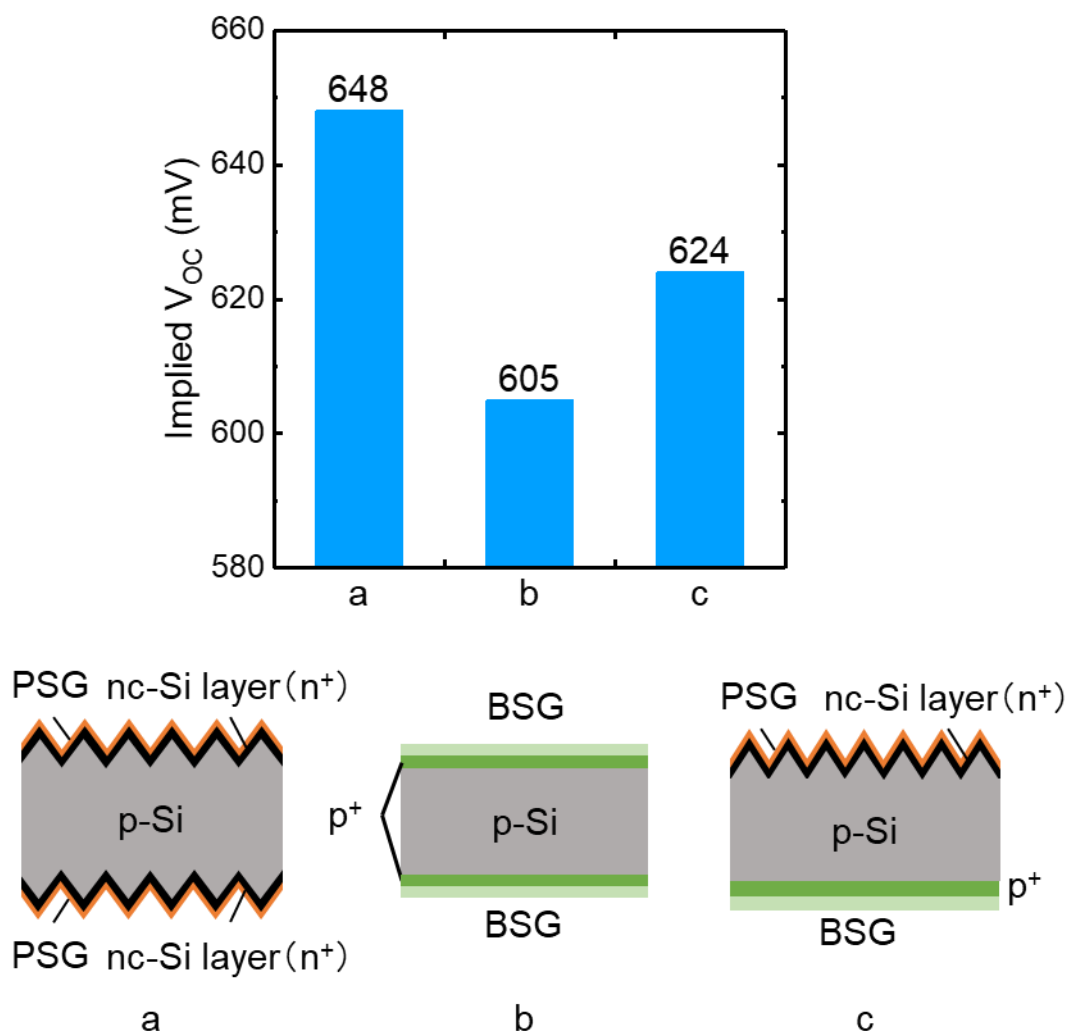 660
648
640
624
620
605
600
580
Implied V_OC (mV)
a b c
PSG nc-Si layer(n⁺)
BSG
PSG nc-Si layer(n⁺)
p-Si
p⁺
p-Si
p-Si
p⁺
BSG
BSG
PSG nc-Si layer(n⁺)
a b c